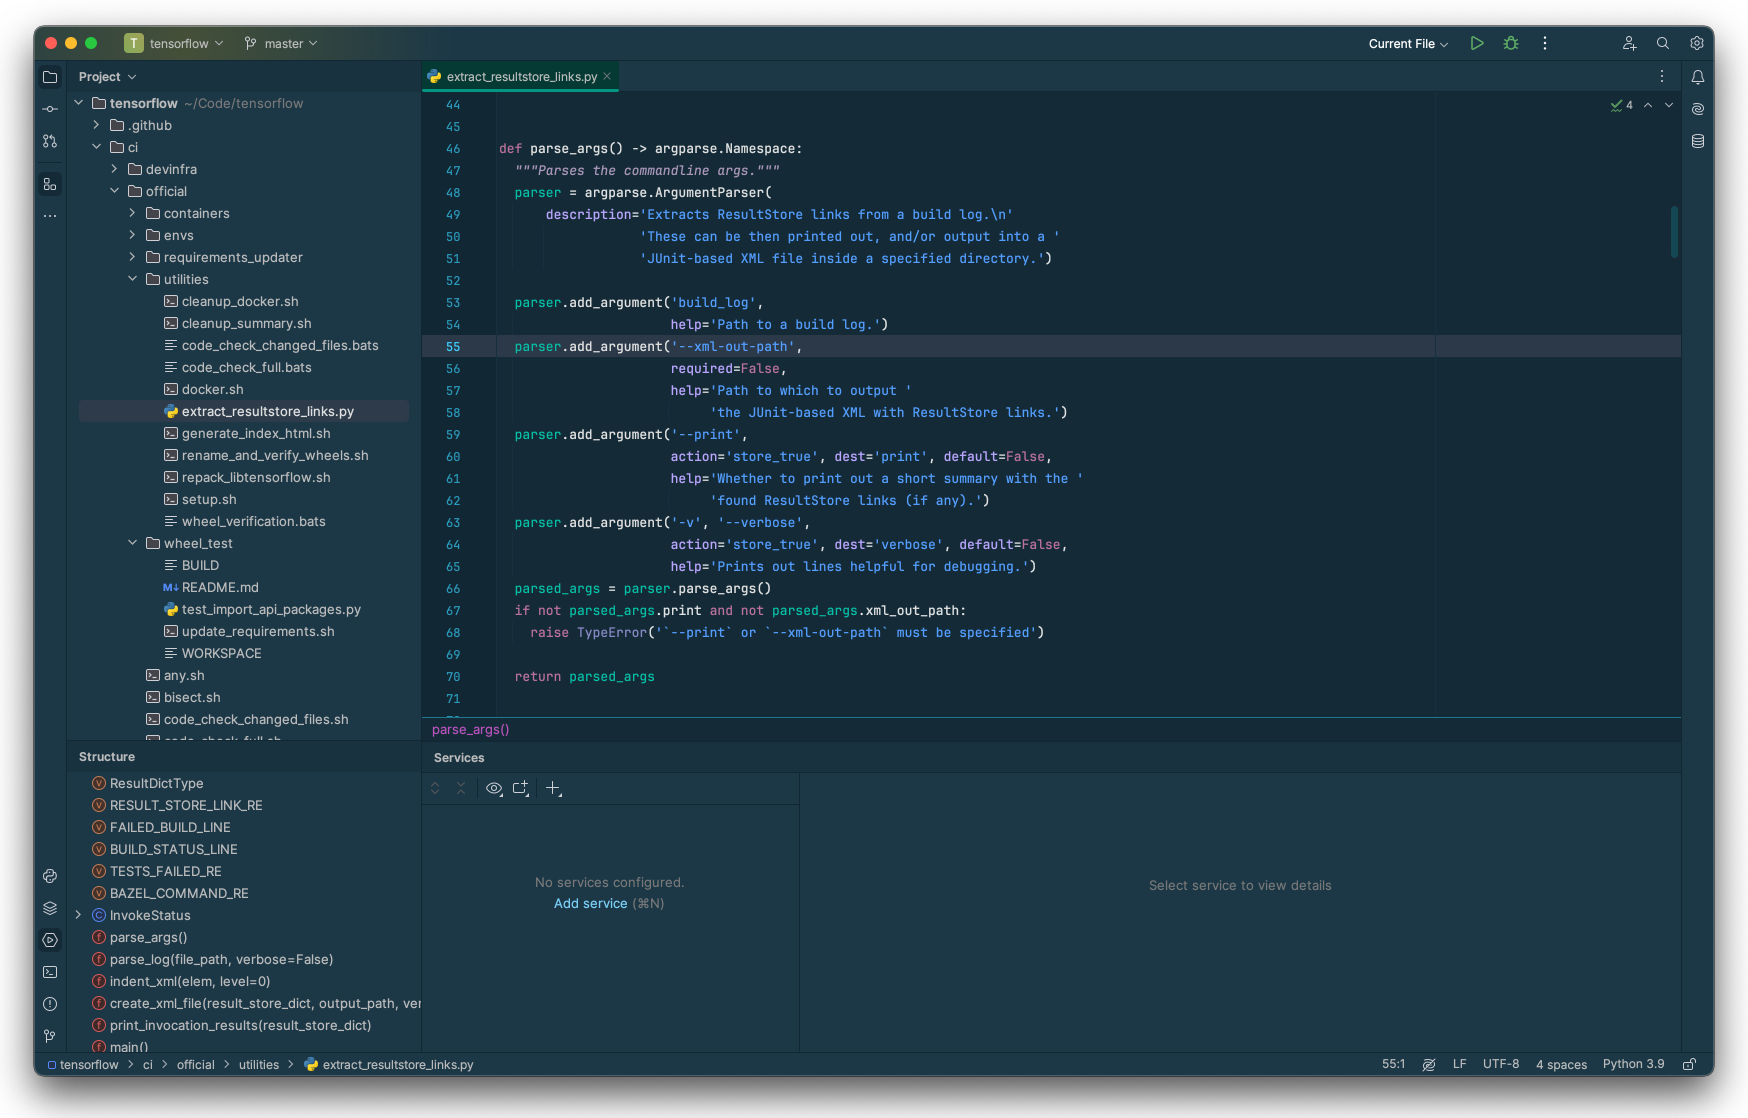 T tensorflow master
Current File
Project
extract_resultstore_links.py
tensorflow ~/Code/tensorflow
.github
ci
devinfra
official
containers
envs
requirements_updater
utilities
cleanup_docker.sh
cleanup_summary.sh
code_check_changed_files.bats
code_check_full.bats
docker.sh
extract_resultstore_links.py
generate_index_html.sh
rename_and_verify_wheels.sh
repack_libtensorflow.sh
setup.sh
wheel_verification.bats
wheel_test
BUILD
M↓ README.md
test_import_api_packages.py
update_requirements.sh
WORKSPACE
any.sh
bisect.sh
code_check_changed_files.sh
code_check_full.sh
4
44
45
46 def parse_args() -> argparse.Namespace:
47 """Parses the commandline args."""
48 parser = argparse.ArgumentParser(
49 description='Extracts ResultStore links from a build log.\n'
50 'These can be then printed out, and/or output into a '
51 'JUnit-based XML file inside a specified directory.')
52
53 parser.add_argument('build_log',
54 help='Path to a build log.')
55 parser.add_argument('--xml-out-path',
56 required=False,
57 help='Path to which to output '
58 'the JUnit-based XML with ResultStore links.')
59 parser.add_argument('--print',
60 action='store_true', dest='print', default=False,
61 help='Whether to print out a short summary with the '
62 'found ResultStore links (if any).')
63 parser.add_argument('-v', '--verbose',
64 action='store_true', dest='verbose', default=False,
65 help='Prints out lines helpful for debugging.')
66 parsed_args = parser.parse_args()
67 if not parsed_args.print and not parsed_args.xml_out_path:
68 raise TypeError('`--print` or `--xml-out-path` must be specified')
69
70 return parsed_args
71
parse_args()
Structure
V ResultDictType
V RESULT_STORE_LINK_RE
V FAILED_BUILD_LINE
V BUILD_STATUS_LINE
V TESTS_FAILED_RE
V BAZEL_COMMAND_RE
C InvokeStatus
f parse_args()
f parse_log(file_path, verbose=False)
f indent_xml(elem, level=0)
f create_xml_file(result_store_dict, output_path, ver
f print_invocation_results(result_store_dict)
f main()
Services
No services configured.
Add service (⌘N)
Select service to view details
tensorflow > ci > official > utilities > extract_resultstore_links.py
55:1 LF UTF-8 4 spaces Python 3.9